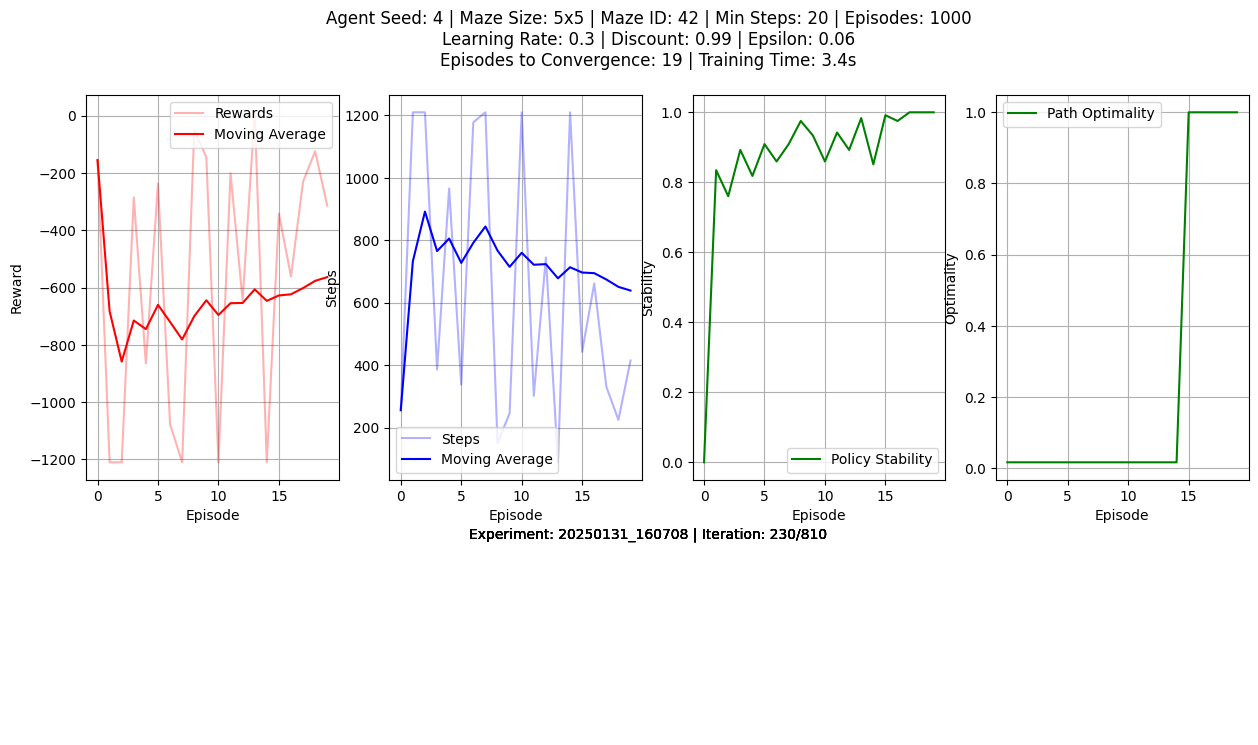 Agent Seed: 4 | Maze Size: 5x5 | Maze ID: 42 | Min Steps: 20 | Episodes: 1000
Learning Rate: 0.3 | Discount: 0.99 | Epsilon: 0.06
Episodes to Convergence: 19 | Training Time: 3.4s
Reward
0
−200
−400
−600
−800
−1000
−1200
Rewards
Moving Average
0 5 10 15
Episode
Steps
1200
1000
800
600
400
200
Steps
Moving Average
0 5 10 15
Episode
Stability
1.0
0.8
0.6
0.4
0.2
0.0
Policy Stability
0 5 10 15
Episode
Optimality
1.0
0.8
0.6
0.4
0.2
0.0
Path Optimality
0 5 10 15
Episode
Experiment: 20250131_160708 | Iteration: 230/810